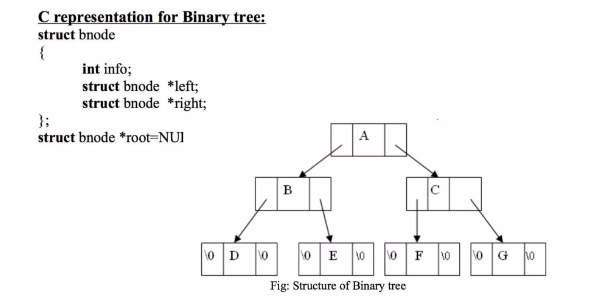 C representation for Binary tree:
struct bnode
{
int info;
struct bnode *left;
struct bnode *right;
};
struct bnode *root=NUl
A
B
C
\0 D \0
\0 E \0
\0 F \0
\0 G \0
Fig: Structure of Binary tree